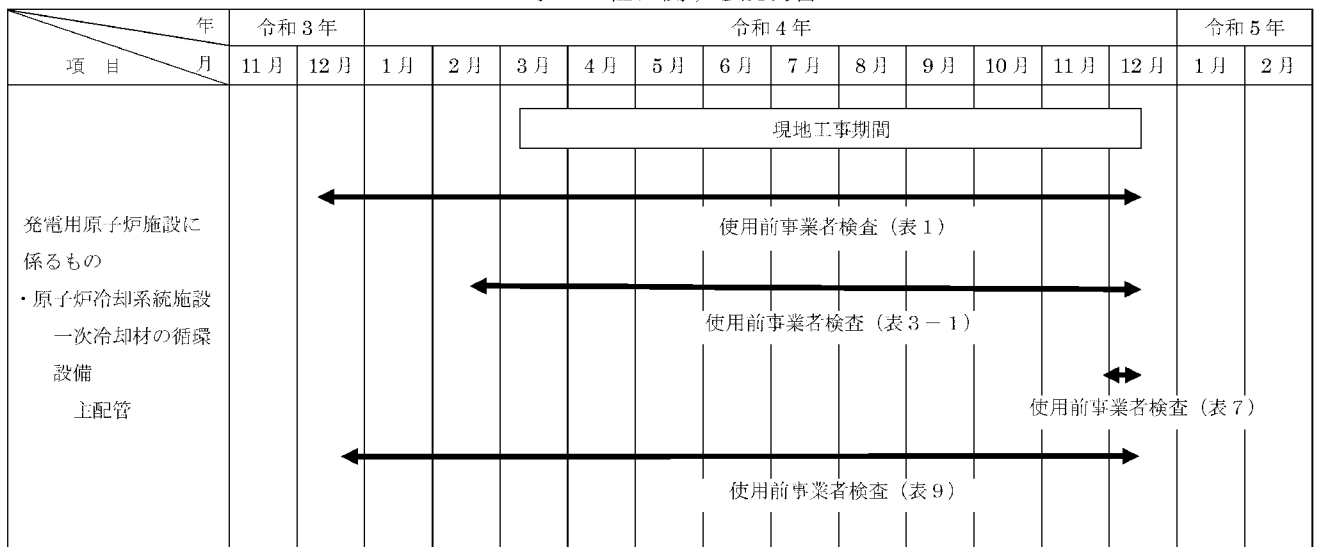 年 令和3年 令和4年 令和5年
項 目 月 11月 12月 1月 2月 3月 4月 5月 6月 7月 8月 9月 10月 11月 12月 1月 2月
現地工事期間
発電用原子炉施設に
係るもの
・原子炉冷却系統施設
一次冷却材の循環
設備
主配管
使用前事業者検査(表1)
使用前事業者検査(表3-1)
使用前事業者検査(表7)
使用前事業者検査(表9)